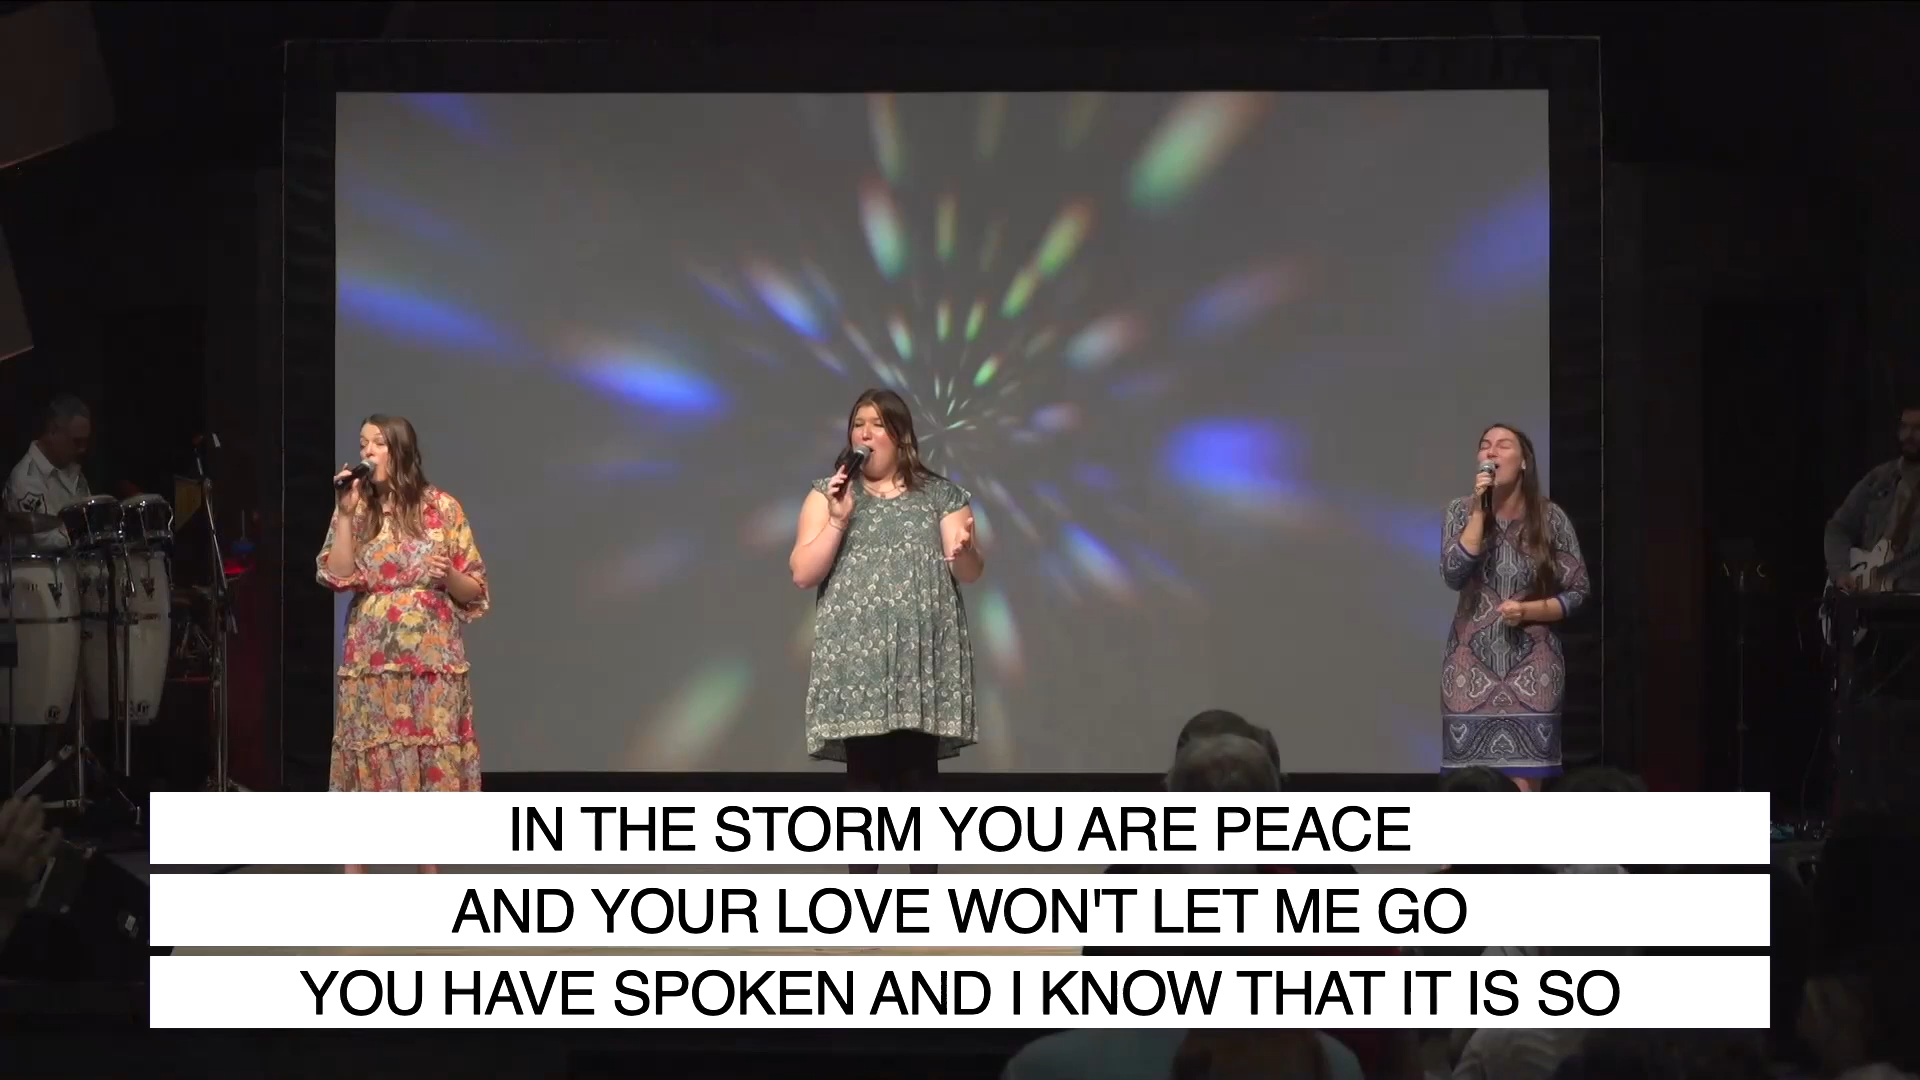 IN THE STORM YOU ARE PEACE
AND YOUR LOVE WON'T LET ME GO
YOU HAVE SPOKEN AND I KNOW THAT IT IS SO